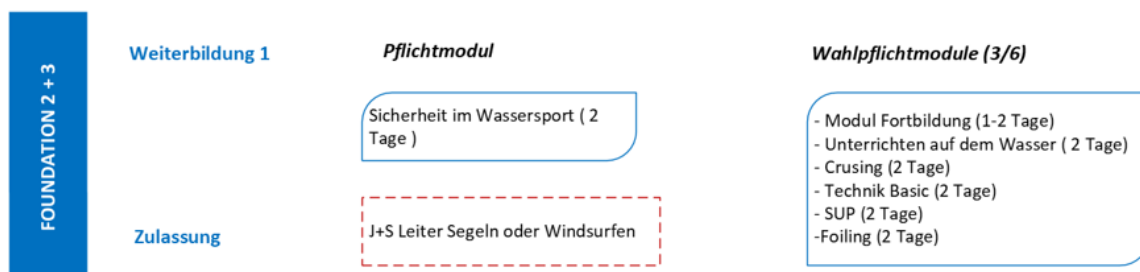 FOUNDATION 2 + 3
Weiterbildung 1
Pflichtmodul
Sicherheit im Wassersport ( 2
Tage )
Wahlpflichtmodule (3/6)
- Modul Fortbildung (1-2 Tage)
- Unterrichten auf dem Wasser ( 2 Tage)
- Crusing (2 Tage)
- Technik Basic (2 Tage)
- SUP (2 Tage)
-Foiling (2 Tage)
Zulassung
J+S Leiter Segeln oder Windsurfen